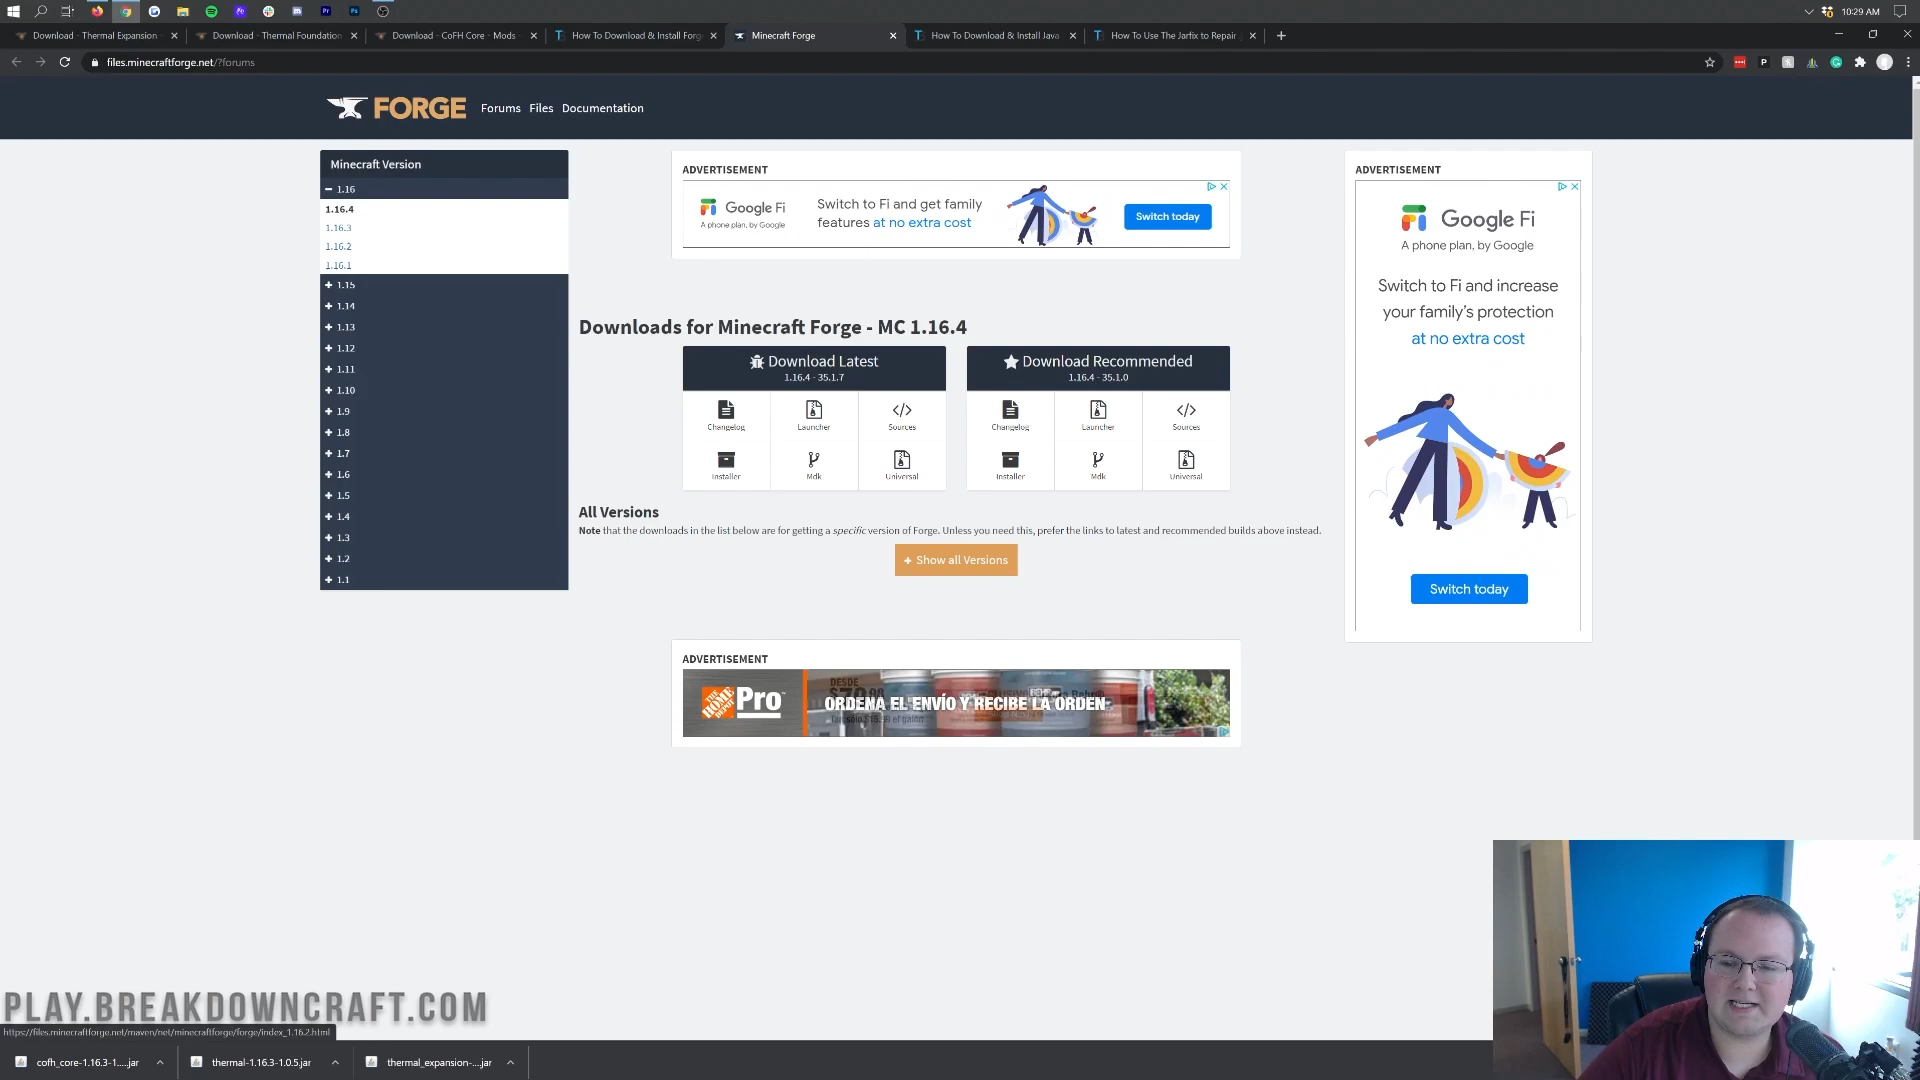 10:29 AM
Download - Thermal Expansion
Download - Thermal Foundation
Download - CoFH Core - Mods -
How To Download & Install Forg
Minecraft Forge
How To Download & Install Java
How To Use The Jarfix to Repair
files.minecraftforge.net/?forums
FORGE
Forums
Files
Documentation
Minecraft Version
1.16
1.16.4
1.16.3
1.16.2
1.16.1
1.15
1.14
1.13
1.12
1.11
1.10
1.9
1.8
1.7
1.6
1.5
1.4
1.3
1.2
1.1
ADVERTISEMENT
Google Fi
A phone plan, by Google
Switch to Fi and get family
features at no extra cost
Switch today
Downloads for Minecraft Forge - MC 1.16.4
Download Latest
1.16.4 - 35.1.7
Changelog
Launcher
Sources
Installer
Mdk
Universal
Download Recommended
1.16.4 - 35.1.0
Changelog
Launcher
Sources
Installer
Mdk
Universal
All Versions
Note that the downloads in the list below are for getting a specific version of Forge. Unless you need this, prefer the links to latest and recommended builds above instead.
+ Show all Versions
ADVERTISEMENT
THE HOME DEPOT
Pro
ORDENA EL ENVÍO Y RECIBE LA ORDEN
ADVERTISEMENT
Google Fi
A phone plan, by Google
Switch to Fi and increase
your family's protection
at no extra cost
Switch today
PLAY.BREAKDOWNCRAFT.COM
https://files.minecraftforge.net/maven/net/minecraftforge/forge/index_1.16.2.html
cofh_core-1.16.3-1....jar
thermal-1.16.3-1.0.5.jar
thermal_expansion-....jar